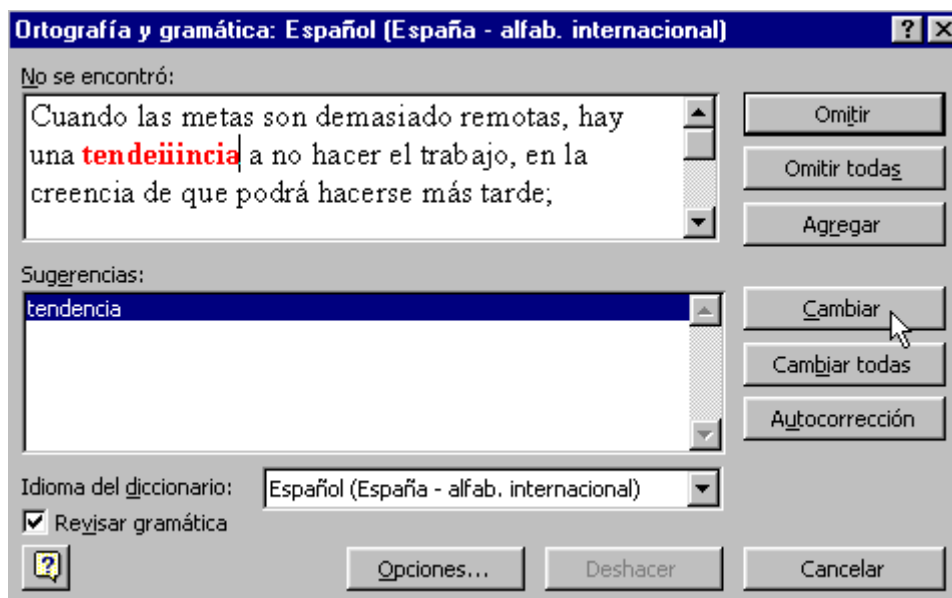 Ortografía y gramática: Español (España - alfab. internacional)
No se encontró:
Cuando las metas son demasiado remotas, hay
una tendeiiincia a no hacer el trabajo, en la
creencia de que podrá hacerse más tarde;
Omitir
Omitir todas
Agregar
Sugerencias:
tendencia
Cambiar
Cambiar todas
Autocorrección
Idioma del diccionario: Español (España - alfab. internacional)
Revisar gramática
Opciones... Deshacer Cancelar